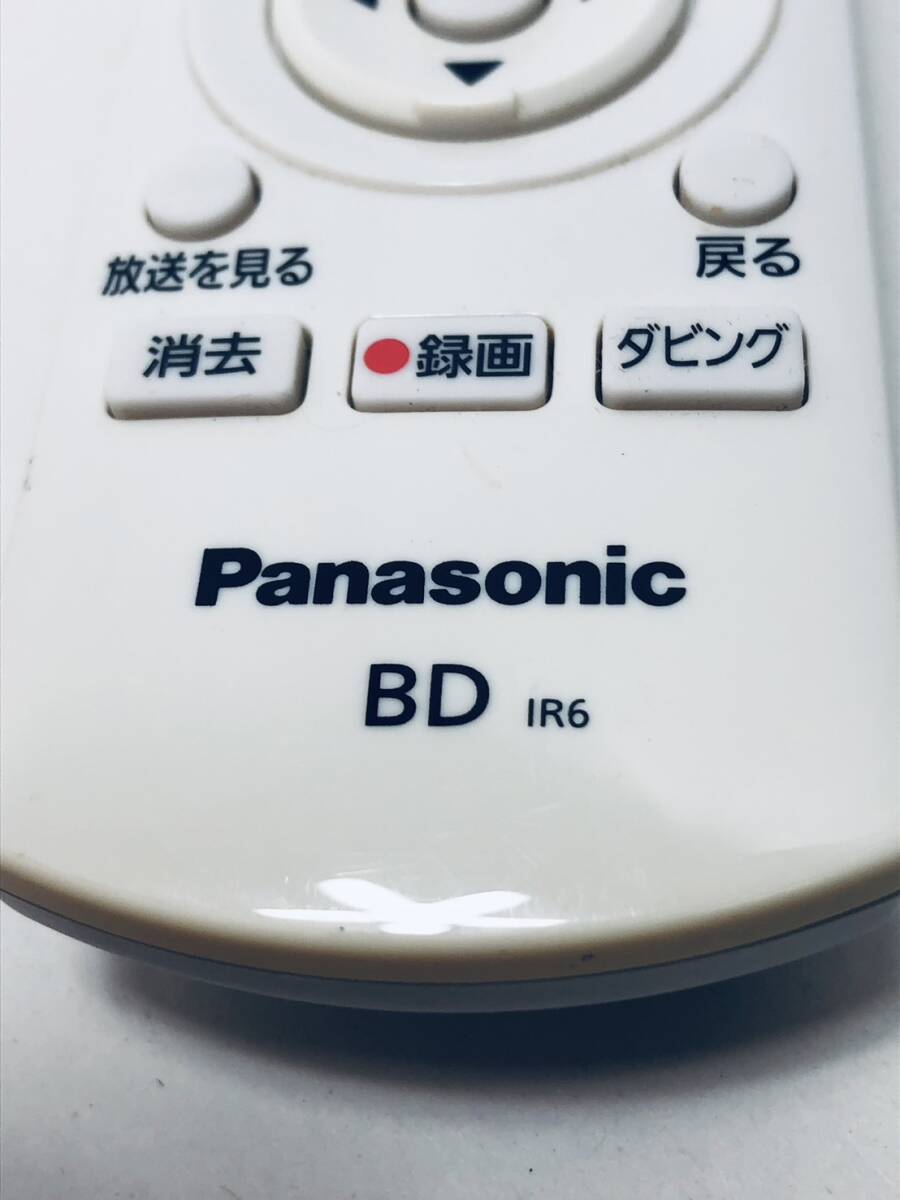 放送を見る
戻る
消去
録画
ダビング
Panasonic
BD IR6